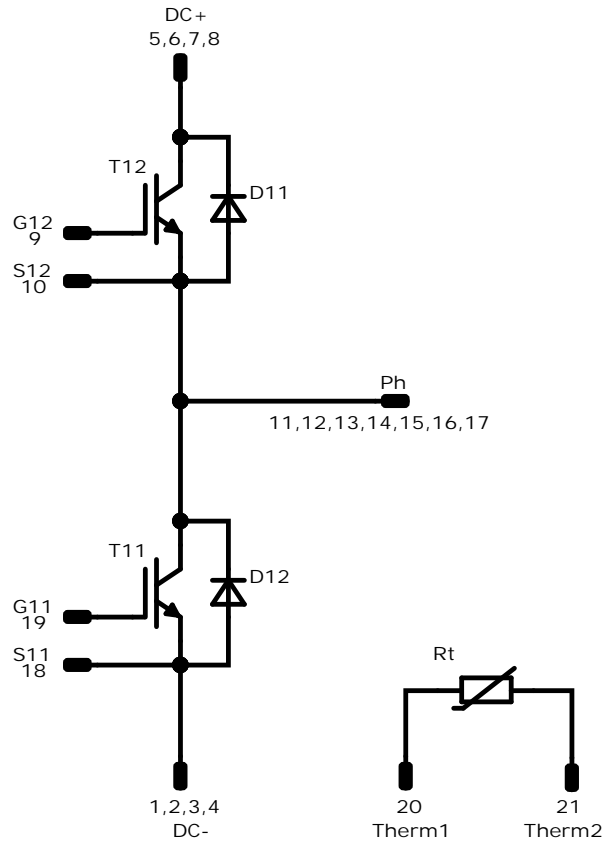 DC+
5,6,7,8
T12
D11
G12
9
S12
10
Ph
11,12,13,14,15,16,17
T11
D12
G11
19
S11
18
Rt
1,2,3,4
DC-
20
Therm1
21
Therm2